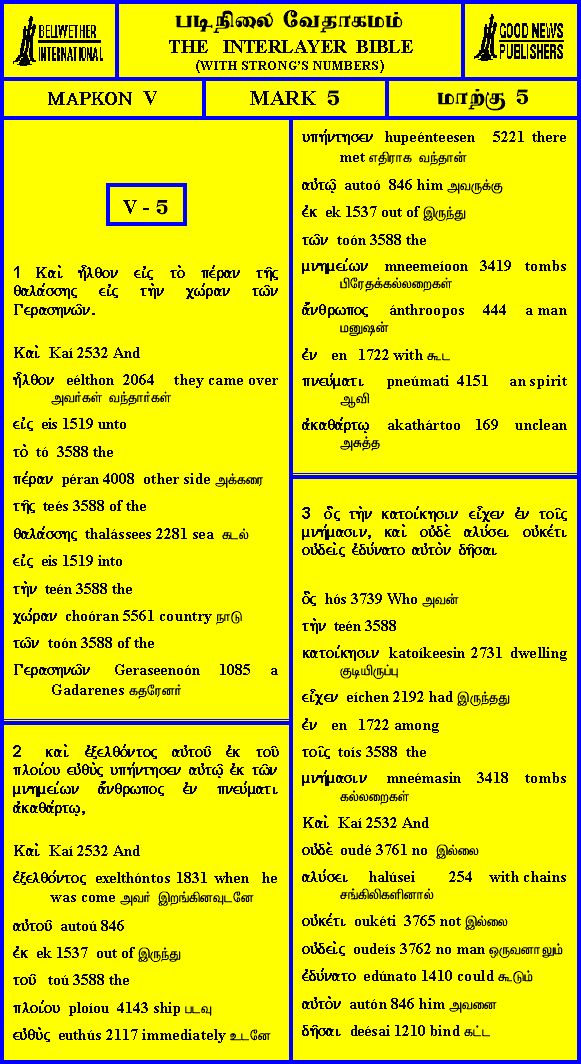 BELLWETHER
INTERNATIONAL
படிநிலை வேதாகமம்
THE INTERLAYER BIBLE
(WITH STRONG'S NUMBERS)
GOOD NEWS
PUBLISHERS
ΜΑΡΚΟΝ V
MARK 5
மாற்கு 5
V - 5
1 Καὶ ἦλθον εἰς τὸ πέραν τῆς
θαλάσσης εἰς τὴν χώραν τῶν
Γερασηνῶν.
Καὶ Kaí 2532 And
ἦλθον eélthon 2064 they came over
அவர்கள் வந்தார்கள்
εἰς eis 1519 unto
τὸ tó 3588 the
πέραν péran 4008 other side அக்கரை
τῆς teés 3588 of the
θαλάσσης thalássees 2281 sea கடல்
εἰς eis 1519 into
τὴν teén 3588 the
χώραν choóran 5561 country நாடு
τῶν toón 3588 of the
Γερασηνῶν Geraseenoón 1085 a
Gadarenes கதரேனர்
2 καὶ ἐξελθόντος αὐτοῦ ἐκ τοῦ
πλοίου εὐθὺς υπήντησεν αὐτῷ ἐκ τῶν
μνημείων ἄνθρωπος ἐν πνεύματι
ἀκαθάρτῳ,
Καὶ Kaí 2532 And
ἐξελθόντος exelthóntos 1831 when he
was come அவர் இறங்கினவுடனே
αὐτοῦ autoú 846
ἐκ ek 1537 out of இருந்து
τοῦ toú 3588 the
πλοίου ploíou 4143 ship படவு
εὐθὺς euthús 2117 immediately உடனே
υπήντησεν hupeénteesen 5221 there
met எதிராக வந்தான்
αὐτῷ autoó 846 him அவருக்கு
ἐκ ek 1537 out of இருந்து
τῶν toón 3588 the
μνημείων mneemeíoon 3419 tombs
பிரேதக்கல்லறைகள்
ἄνθρωπος ánthroopos 444 a man
மனுஷன்
ἐν en 1722 with கூட
πνεύματι pneúmati 4151 an spirit
ஆவி
ἀκαθάρτῳ akathártoo 169 unclean
அசுத்த
3 ὃς τὴν κατοίκησιν εἶχεν ἐν τοῖς
μνήμασιν, καὶ οὐδὲ αλύσει οὐκέτι
οὐδεὶς ἐδύνατο αὐτὸν δῆσαι
ὃς hós 3739 Who அவன்
τὴν teén 3588
κατοίκησιν katoíkeesin 2731 dwelling
குடியிருப்பு
εἶχεν eíchen 2192 had இருந்தது
ἐν en 1722 among
τοῖς toís 3588 the
μνήμασιν mneémasin 3418 tombs
கல்லறைகள்
Καὶ Kaí 2532 And
οὐδὲ oudé 3761 no இல்லை
αλύσει halúsei 254 with chains
சங்கிலிகளினால்
οὐκέτι oukéti 3765 not இல்லை
οὐδεὶς oudeís 3762 no man ஒருவனாலும்
ἐδύνατο edúnato 1410 could கூடும்
αὐτὸν autón 846 him அவனை
δῆσαι deésai 1210 bind கட்ட